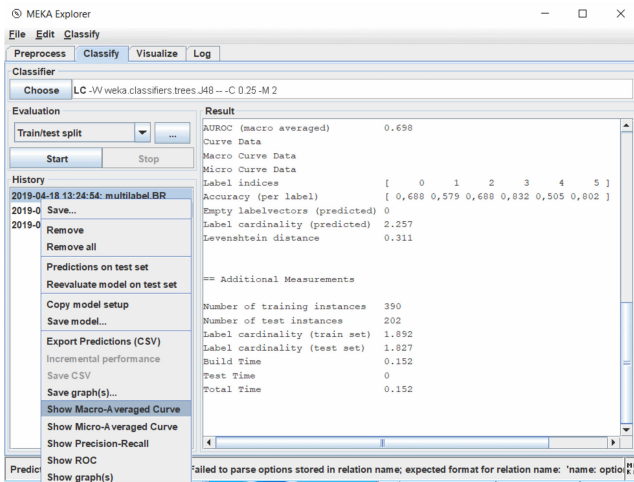 MEKA Explorer
File Edit Classify
Preprocess Classify Visualize Log
Classifier
Choose LC -W weka.classifiers.trees.J48 -- -C 0.25 -M 2
Evaluation
Train/test split ...
Start Stop
History
2019-04-18 13:24:54: multilabel.BR
2019-0
2019-0
Save...
Remove
Remove all
Predictions on test set
Reevaluate model on test set
Copy model setup
Save model...
Export Predictions (CSV)
Incremental performance
Save CSV
Save graph(s)...
Show Macro-Averaged Curve
Show Micro-Averaged Curve
Show Precision-Recall
Show ROC
Show graph(s)
Result
AUROC (macro averaged) 0.698
Curve Data
Macro Curve Data
Micro Curve Data
Label indices [ 0 1 2 3 4 5 ]
Accuracy (per label) [ 0,688 0,579 0,688 0,832 0,505 0,802 ]
Empty labelvectors (predicted) 0
Label cardinality (predicted) 2.257
Levenshtein distance 0.311
== Additional Measurements
Number of training instances 390
Number of test instances 202
Label cardinality (train set) 1.892
Label cardinality (test set) 1.827
Build Time 0.152
Test Time 0
Total Time 0.152
Predict
Failed to parse options stored in relation name; expected format for relation name: 'name: optio